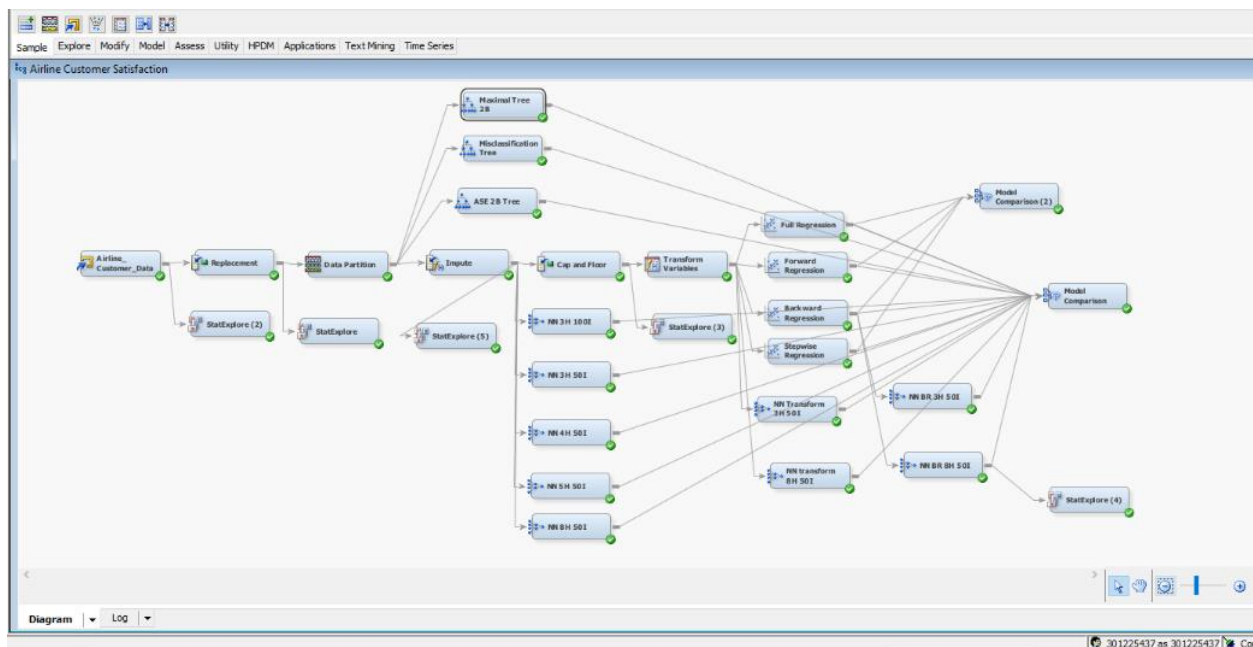 Sample Explore Modify Model Assess Utility HPDM Applications Text Mining Time Series
Airline Customer Satisfaction
Maximal Tree
2B
Misclassification
Tree
ASE 2B Tree
Model
Comparison (2)
Full Regression
Airline_
Customer_Data
Replacement
Data Partition
Impute
Cap and Floor
Transform
Variables
Forward
Regression
Model
Comparison
Backward
Regression
StatExplore (2)
StatExplore
StatExplore (5)
NN 3H 100I
StatExplore (3)
Stepwise
Regression
NN 3H 50I
NN Transform
3H 50I
NN BR 3H 50I
NN 4H 50I
NN transform
8H 50I
NN BR 8H 50I
NN 5H 50I
StatExplore (4)
NN 8H 50I
Diagram Log
301225437 as 301225437 Co